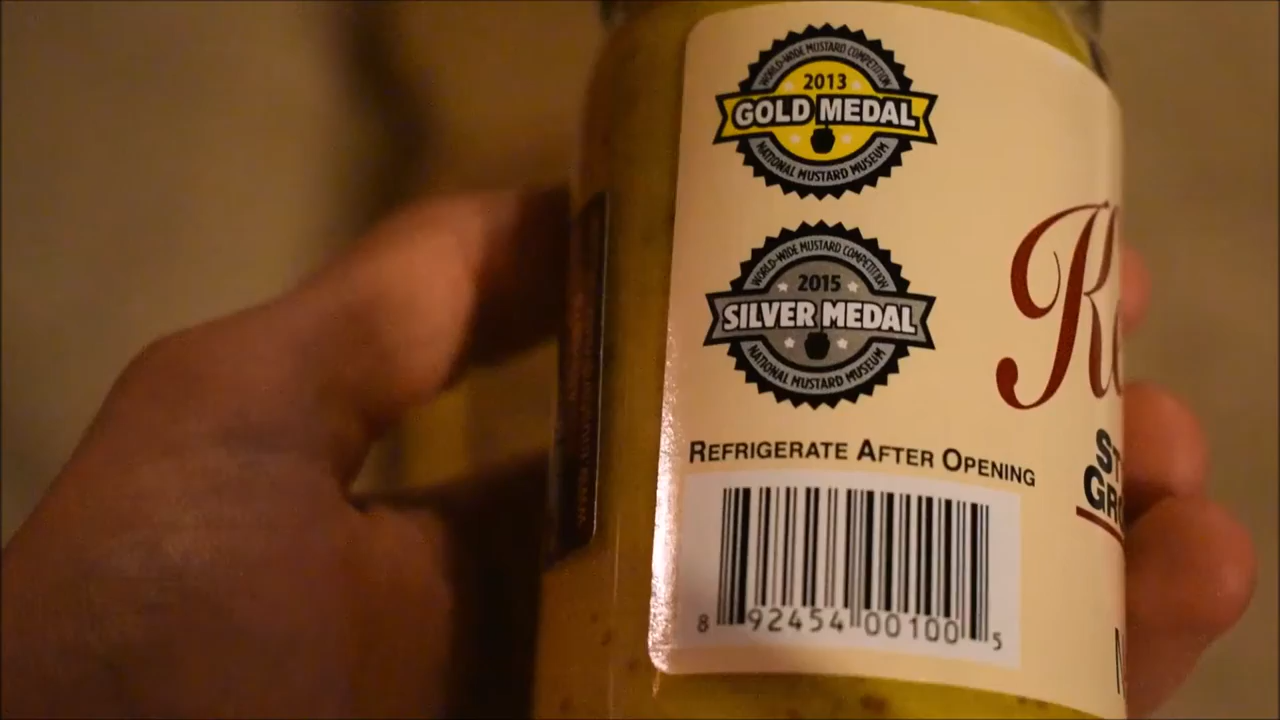 WORLD-WIDE MUSTARD COMPETITION
2013
GOLD MEDAL
NATIONAL MUSTARD MUSEUM
WORLD-WIDE MUSTARD COMPETITION
2015
SILVER MEDAL
NATIONAL MUSTARD MUSEUM
REFRIGERATE AFTER OPENING
8 92454 00100 5